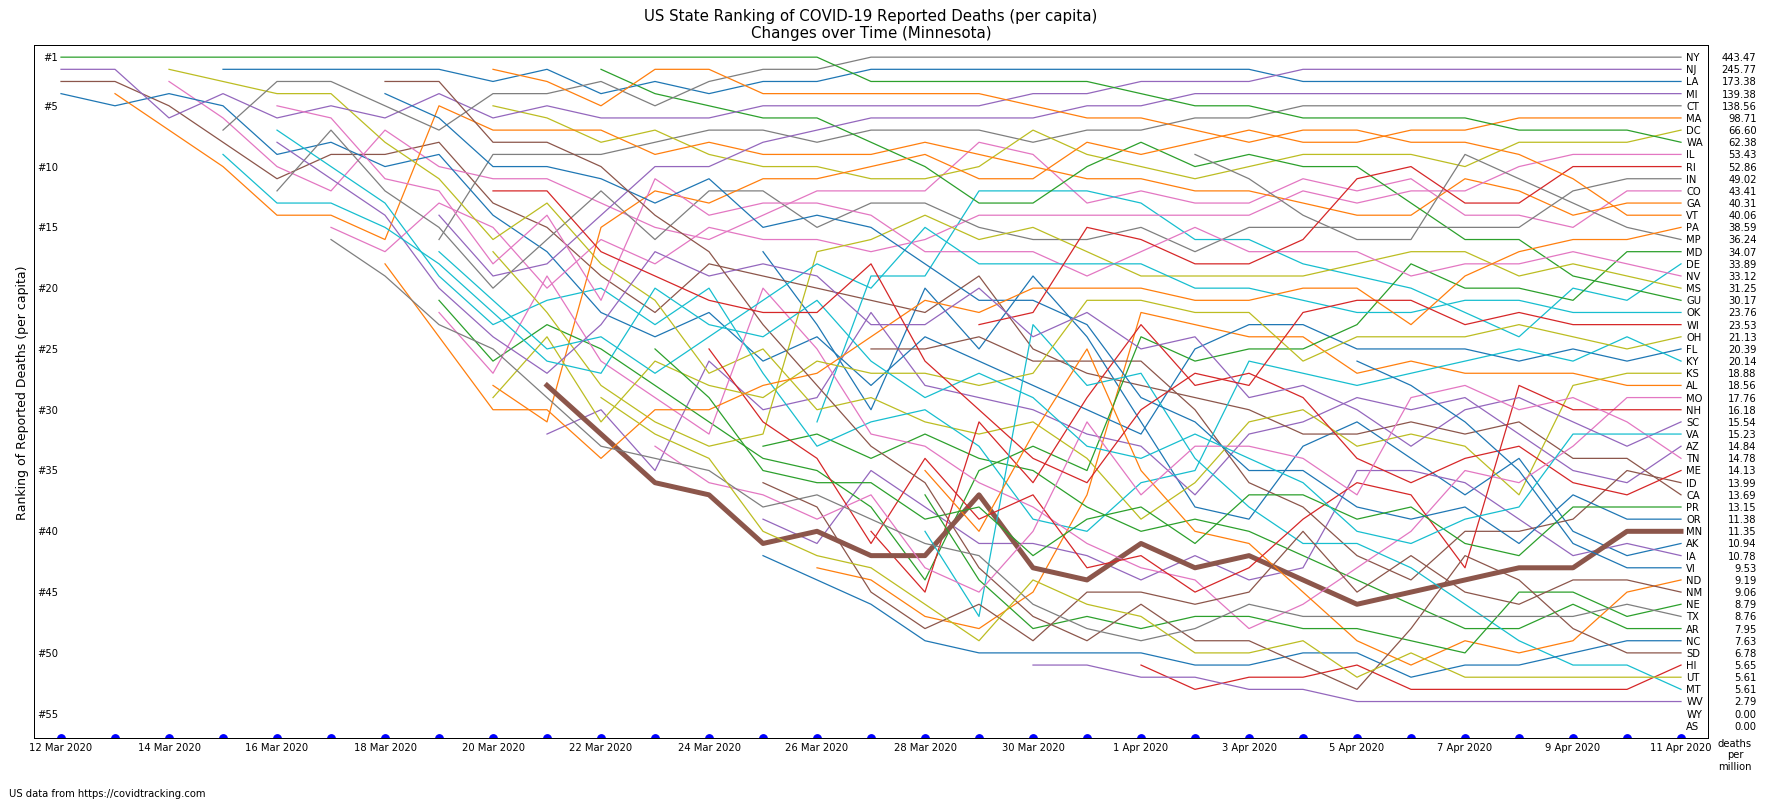 US State Ranking of COVID-19 Reported Deaths (per capita)
Changes over Time (Minnesota)
Ranking of Reported Deaths (per capita)
#1
#5
#10
#15
#20
#25
#30
#35
#40
#45
#50
#55
NY 443.47
NJ 245.77
LA 173.38
MI 139.38
CT 138.56
MA 98.71
DC 66.60
WA 62.38
IL 53.43
RI 52.86
IN 49.02
CO 43.41
GA 40.31
VT 40.06
PA 38.59
MP 36.24
MD 34.07
DE 33.89
NV 33.12
MS 31.25
GU 30.17
OK 23.76
WI 23.53
OH 21.13
FL 20.39
KY 20.14
KS 18.88
AL 18.56
MO 17.76
NH 16.18
SC 15.54
VA 15.23
AZ 14.84
TN 14.78
ME 14.13
ID 13.99
CA 13.69
PR 13.15
OR 11.38
MN 11.35
AK 10.94
IA 10.78
VI 9.53
ND 9.19
NM 9.06
NE 8.79
TX 8.76
AR 7.95
NC 7.63
SD 6.78
HI 5.65
UT 5.61
MT 5.61
WV 2.79
WY 0.00
AS 0.00
12 Mar 2020 14 Mar 2020 16 Mar 2020 18 Mar 2020 20 Mar 2020 22 Mar 2020 24 Mar 2020 26 Mar 2020 28 Mar 2020 30 Mar 2020 1 Apr 2020 3 Apr 2020 5 Apr 2020 7 Apr 2020 9 Apr 2020 11 Apr 2020
deaths
per
million
US data from https://covidtracking.com